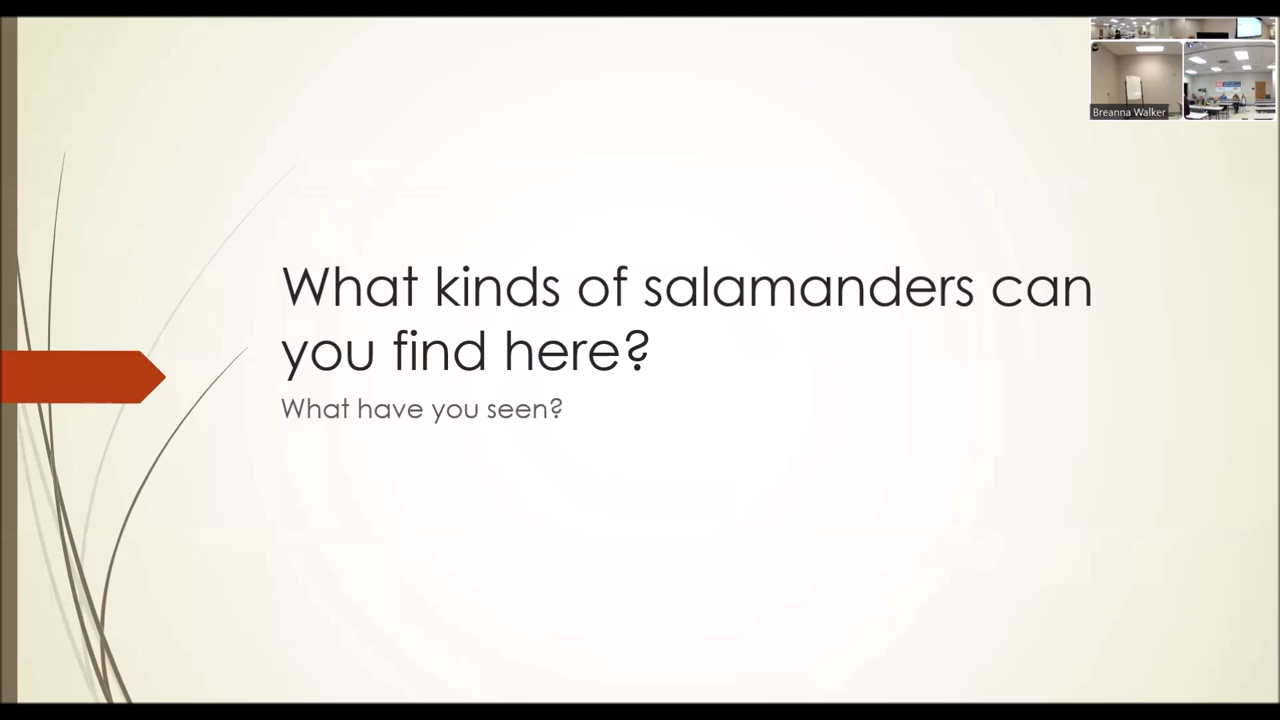 What kinds of salamanders can
you find here?
What have you seen?
Breanna Walker